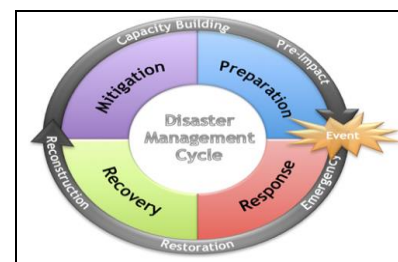 Capacity Building
Pre-Impact
Mitigation
Preparation
Disaster
Management
Cycle
Event
Reconstruction
Recovery
Response
Emergency
Restoration